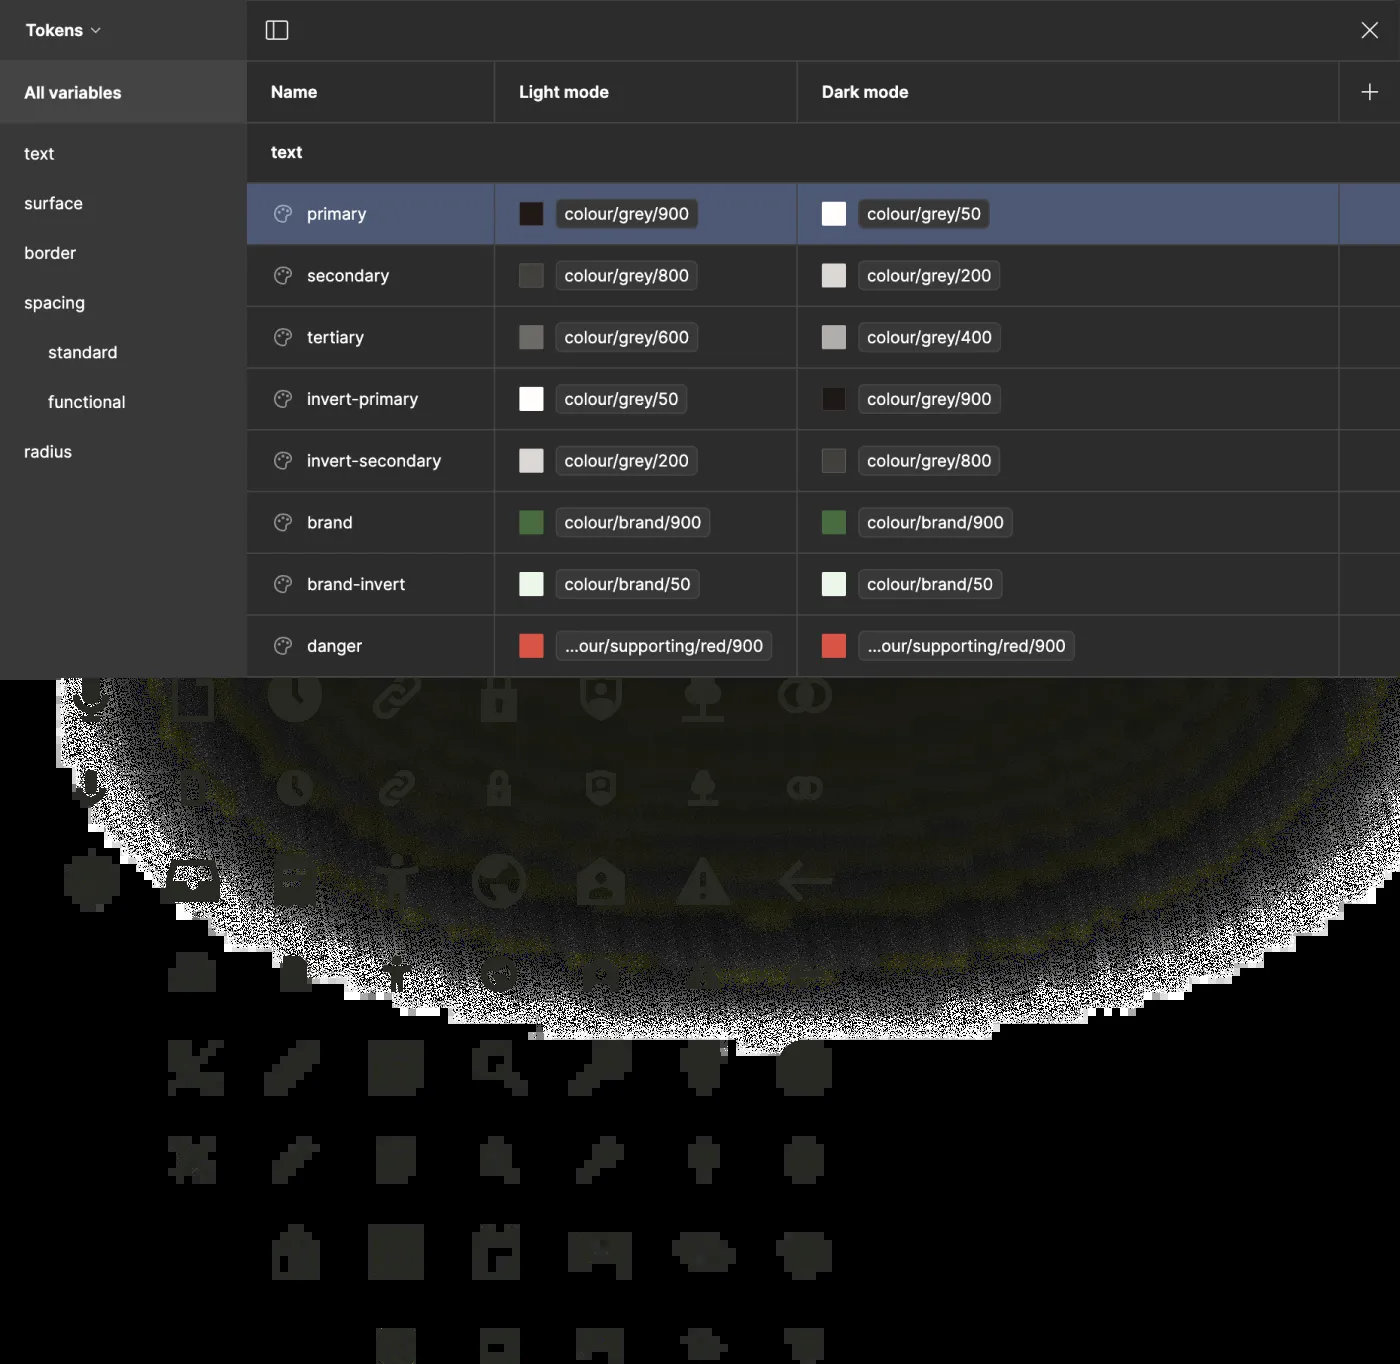 Tokens
All variables
text
surface
border
spacing
standard
functional
radius
Name Light mode Dark mode
text
primary colour/grey/900 colour/grey/50
secondary colour/grey/800 colour/grey/200
tertiary colour/grey/600 colour/grey/400
invert-primary colour/grey/50 colour/grey/900
invert-secondary colour/grey/200 colour/grey/800
brand colour/brand/900 colour/brand/900
brand-invert colour/brand/50 colour/brand/50
danger ...our/supporting/red/900 ...our/supporting/red/900